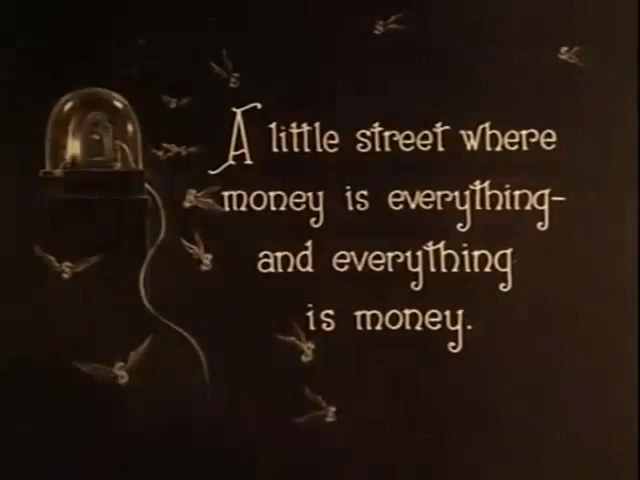 A little street where
money is everything-
and everything
is money.